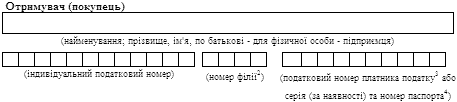 Отримувач (покупець)
(найменування; прізвище, ім'я, по батькові - для фізичної особи - підприємця)
(індивідуальний податковий номер) (номер філії²) (податковий номер платника податку³ або
серія (за наявності) та номер паспорта⁴)